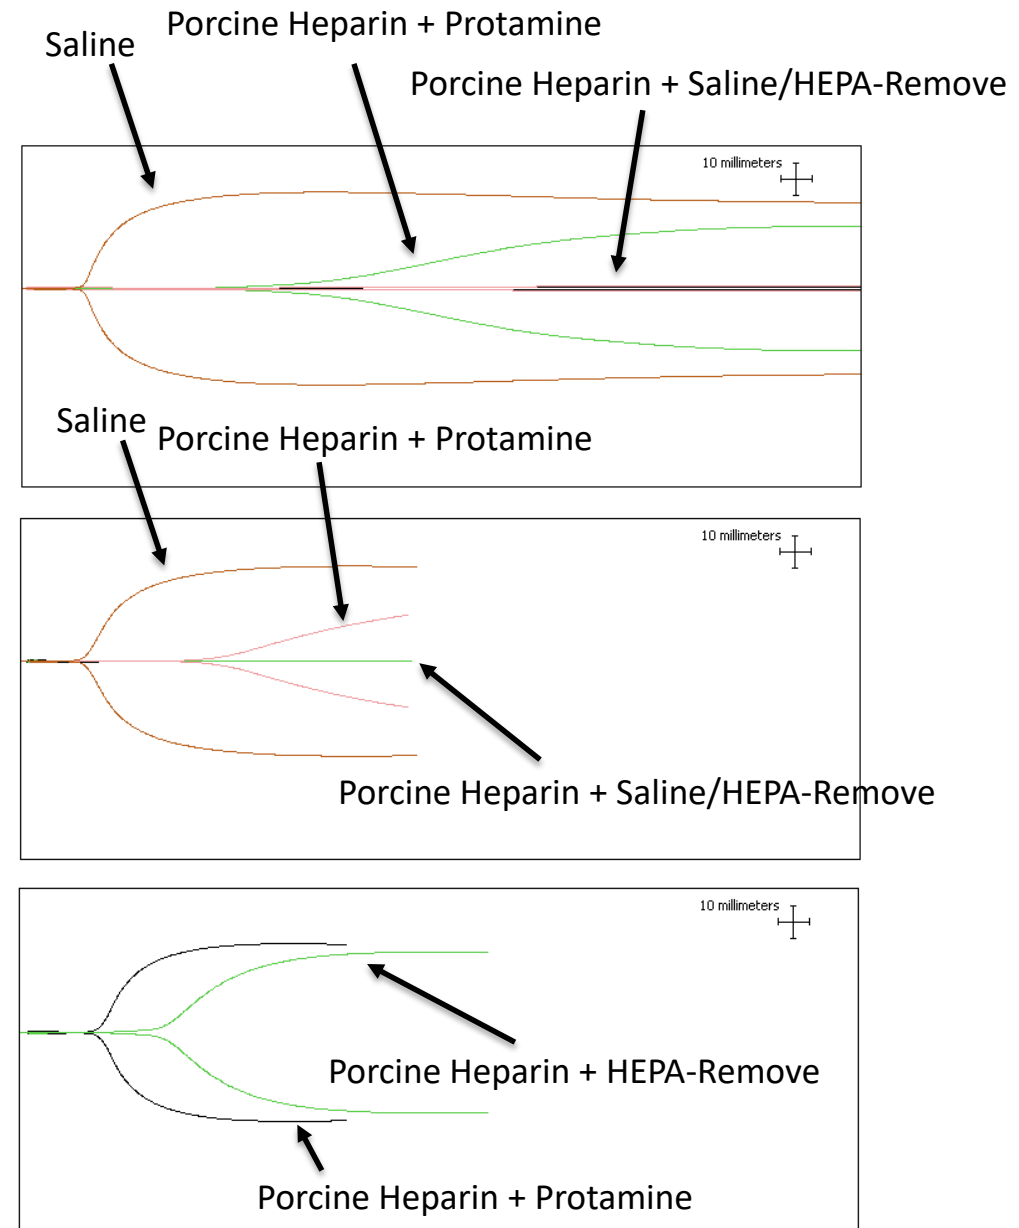 Porcine Heparin + Protamine
Saline
Porcine Heparin + Saline/HEPA-Remove
10 millimeters
Saline
Porcine Heparin + Protamine
10 millimeters
Porcine Heparin + Saline/HEPA-Remove
10 millimeters
Porcine Heparin + HEPA-Remove
Porcine Heparin + Protamine